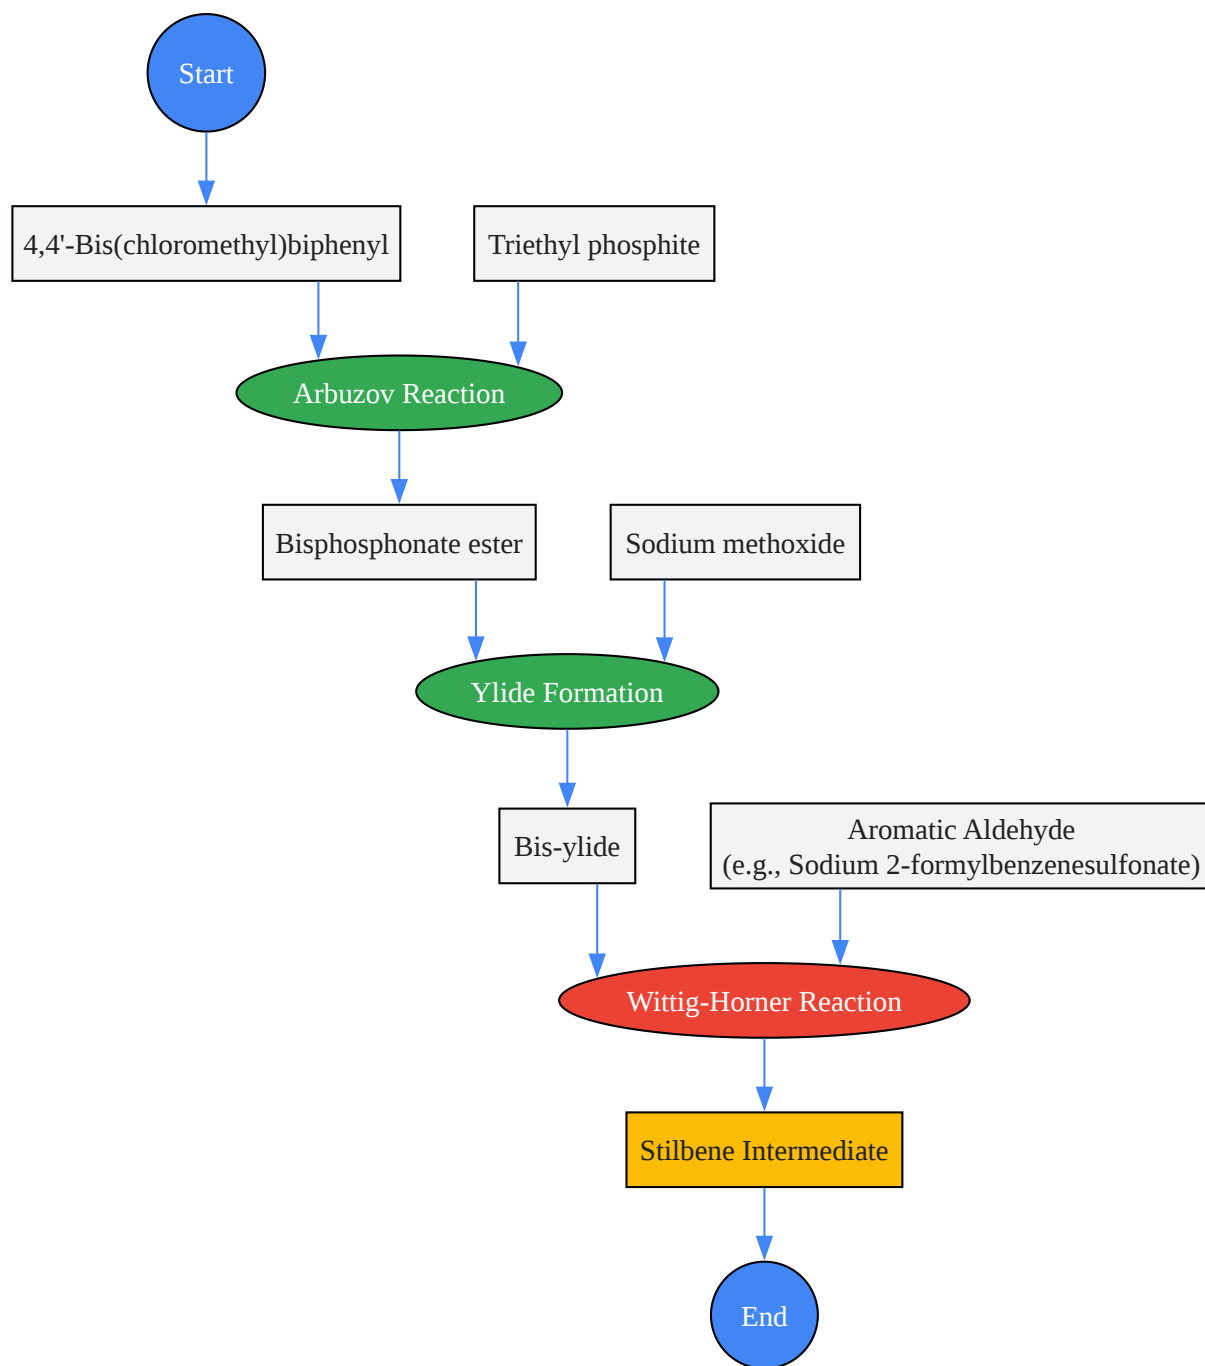 Start
4,4'-Bis(chloromethyl)biphenyl
Triethyl phosphite
Arbuzov Reaction
Bisphosphonate ester
Sodium methoxide
Ylide Formation
Bis-ylide
Aromatic Aldehyde
(e.g., Sodium 2-formylbenzenesulfonate)
Wittig-Horner Reaction
Stilbene Intermediate
End